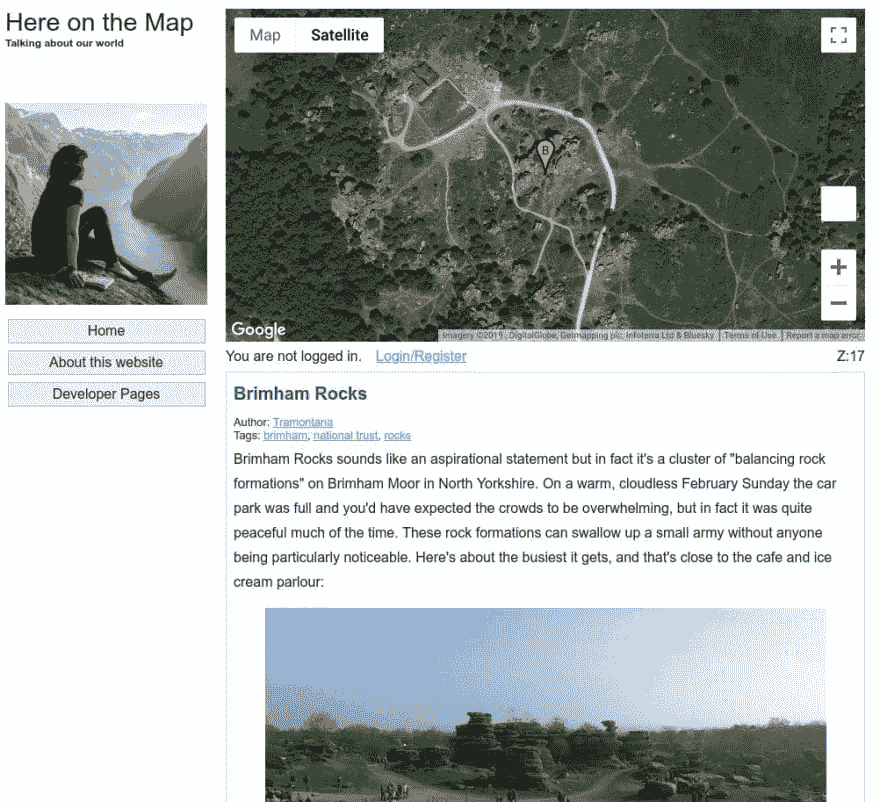 Here on the Map
Talking about our world
Home
About this website
Developer Pages
Map
Satellite
B
Google
Imagery ©2019, DigitalGlobe, Getmapping plc, Infoterra Ltd & Bluesky
Terms of Use
Report a map error
You are not logged in. Login/Register
Z:17
Brimham Rocks
Author: Tramontana
Tags: brimham, national trust, rocks
Brimham Rocks sounds like an aspirational statement but in fact it's a cluster of "balancing rock
formations" on Brimham Moor in North Yorkshire. On a warm, cloudless February Sunday the car
park was full and you'd have expected the crowds to be overwhelming, but in fact it was quite
peaceful much of the time. These rock formations can swallow up a small army without anyone
being particularly noticeable. Here's about the busiest it gets, and that's close to the cafe and ice
cream parlour: